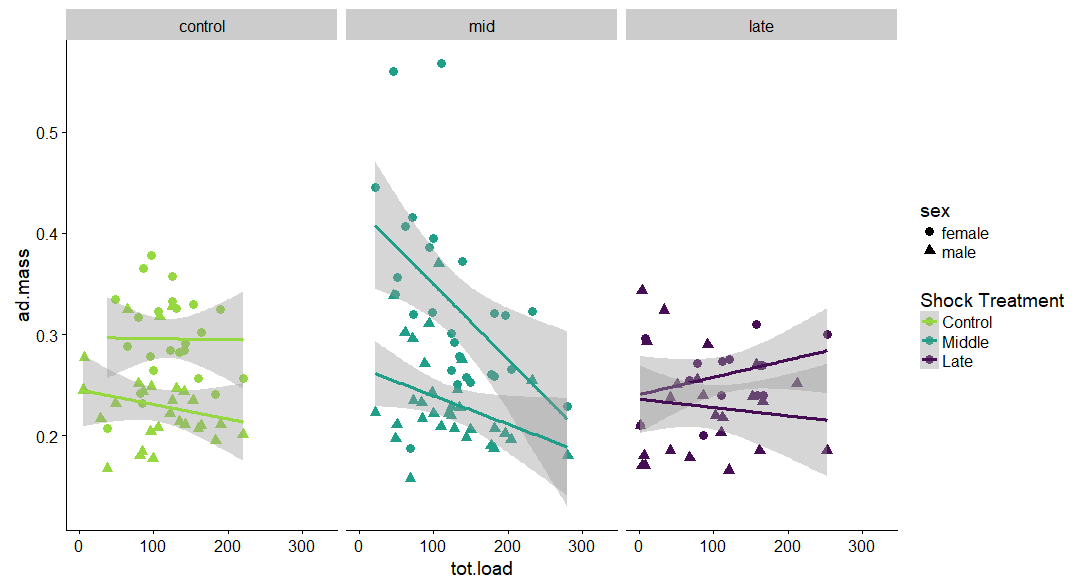 control mid late
ad.mass
0.5
0.4
0.3
0.2
0 100 200 300 0 100 200 300 0 100 200 300
tot.load
sex
female
male
Shock Treatment
Control
Middle
Late